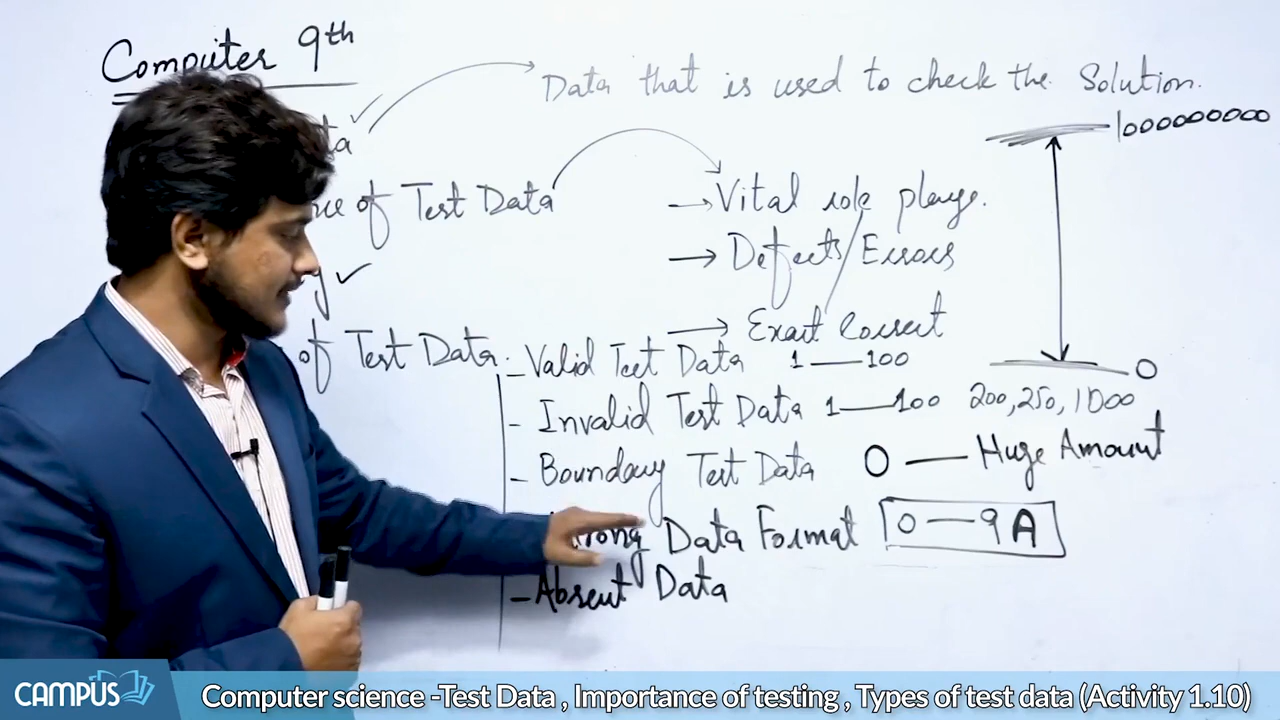 Computer 9th
Data that is used to check the Solution.
1000000000
ta
nce of Test Data
→ Vital role plays.
→ Defects/Errors
g ✓
→ Exact Correct
of Test Data.
- Valid Test Data 1 — 100
0
- Invalid Test Data 1 — 100 200, 250, 1000
- Boundary Test Data 0 — Huge Amount
rong Data Format 0 — 9 A
- Absent Data
CAMPUS
Computer science -Test Data , Importance of testing , Types of test data (Activity 1.10)